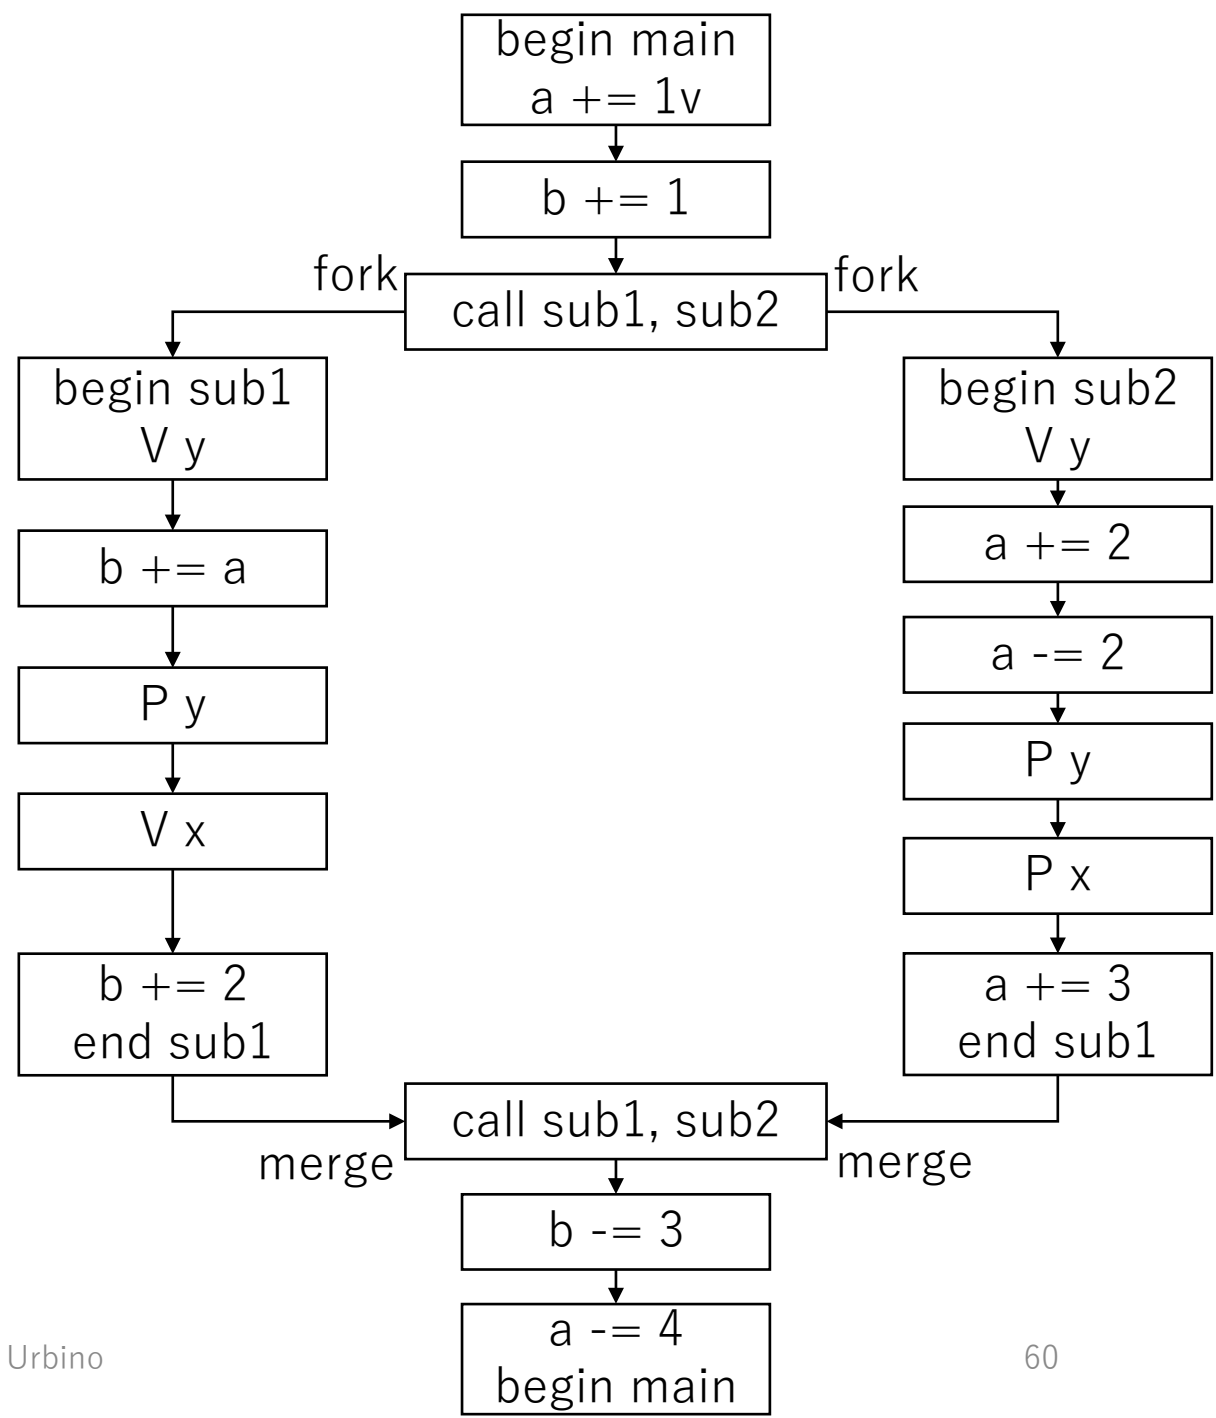 begin main
a += 1v
b += 1
fork
fork
call sub1, sub2
begin sub1
V y
b += a
P y
V x
b += 2
end sub1
begin sub2
V y
a += 2
a -= 2
P y
P x
a += 3
end sub1
call sub1, sub2
merge
merge
b -= 3
a -= 4
begin main
Urbino
60